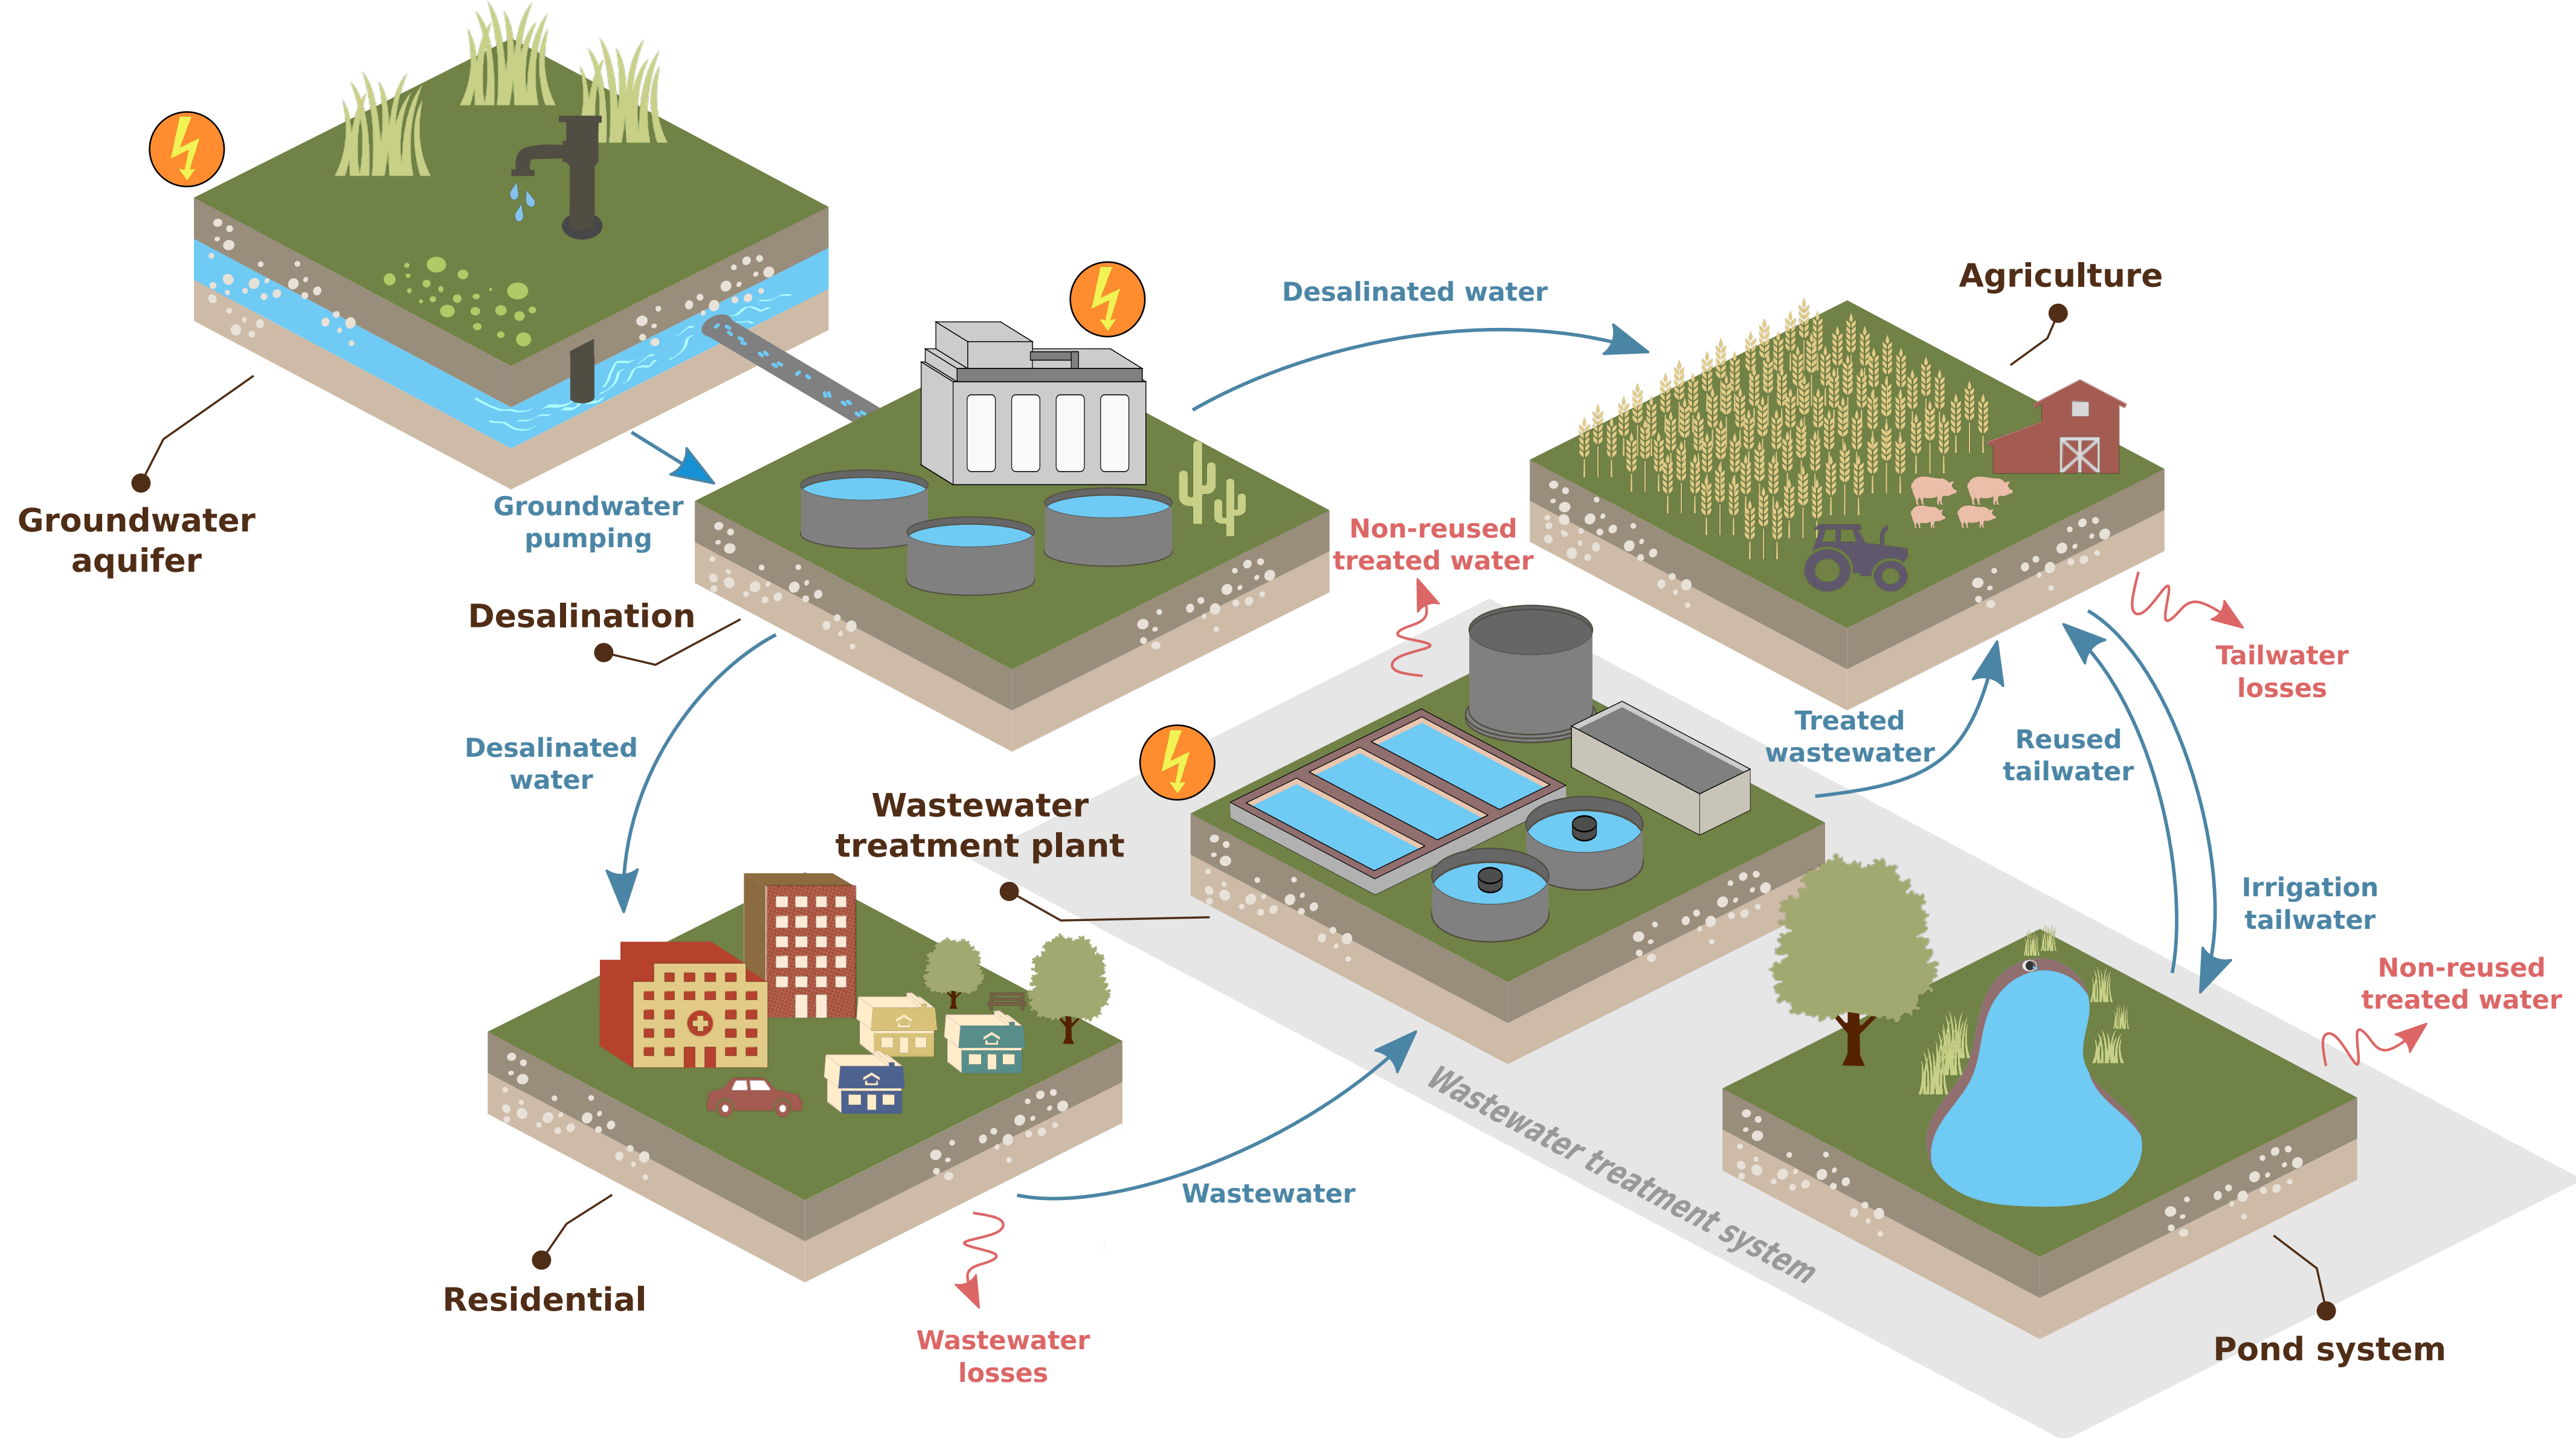 Desalinated water
Agriculture
Groundwater
aquifer
Groundwater
pumping
Non-reused
treated water
Desalination
Tailwater
losses
Treated
wastewater
Reused
tailwater
Desalinated
water
Wastewater
treatment plant
Irrigation
tailwater
Non-reused
treated water
Wastewater treatment system
Wastewater
Residential
Wastewater
losses
Pond system